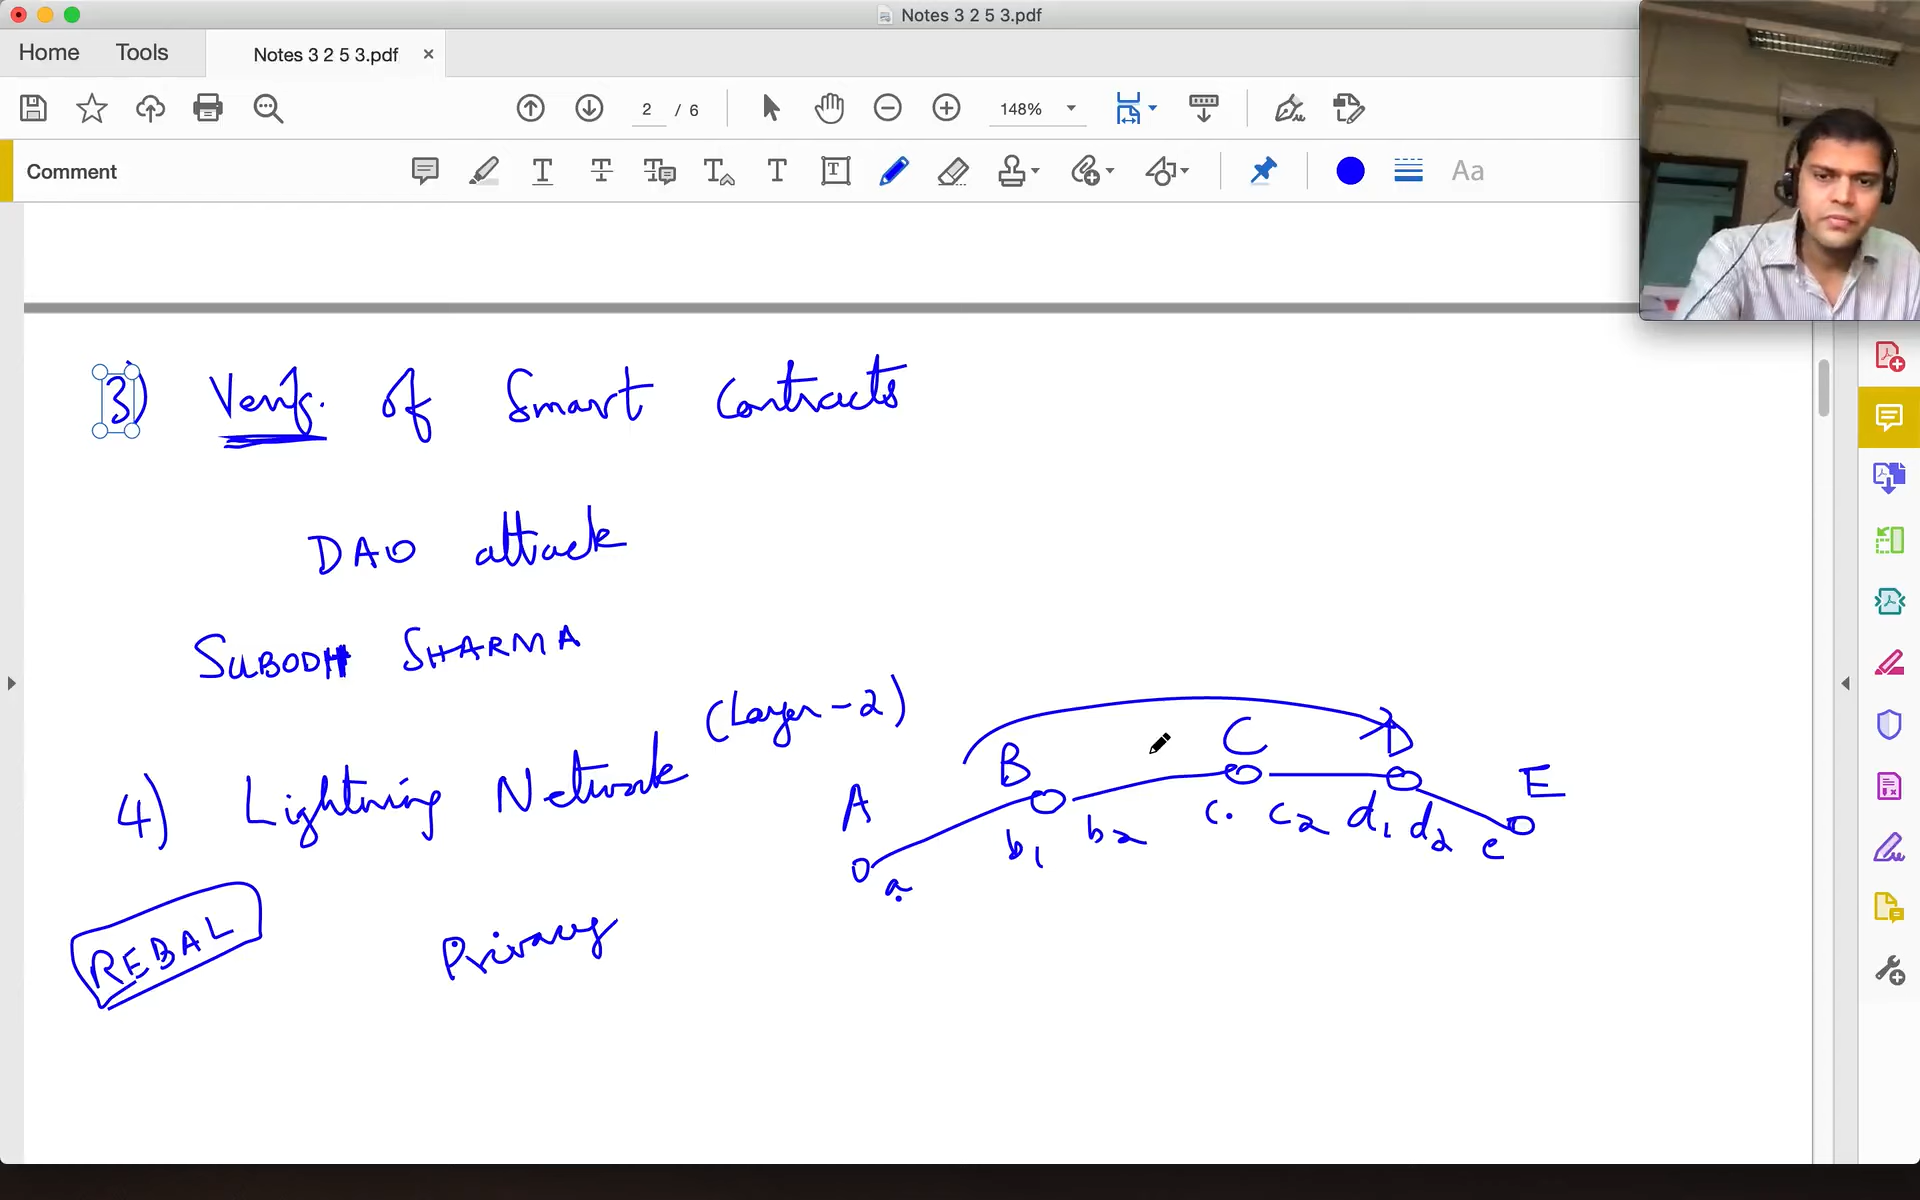 Notes 3 2 5 3.pdf
Home Tools Notes 3 2 5 3.pdf ×
2 / 6 148%
Comment T T T T T T Aa
3) Verif. of Smart Contracts
DAO attack
SUBODH SHARMA
(Layer-2)
4) Lightning Network
A B C D E
a b1 b2 c. c2 d1 d2 e
REBAL
Privacy